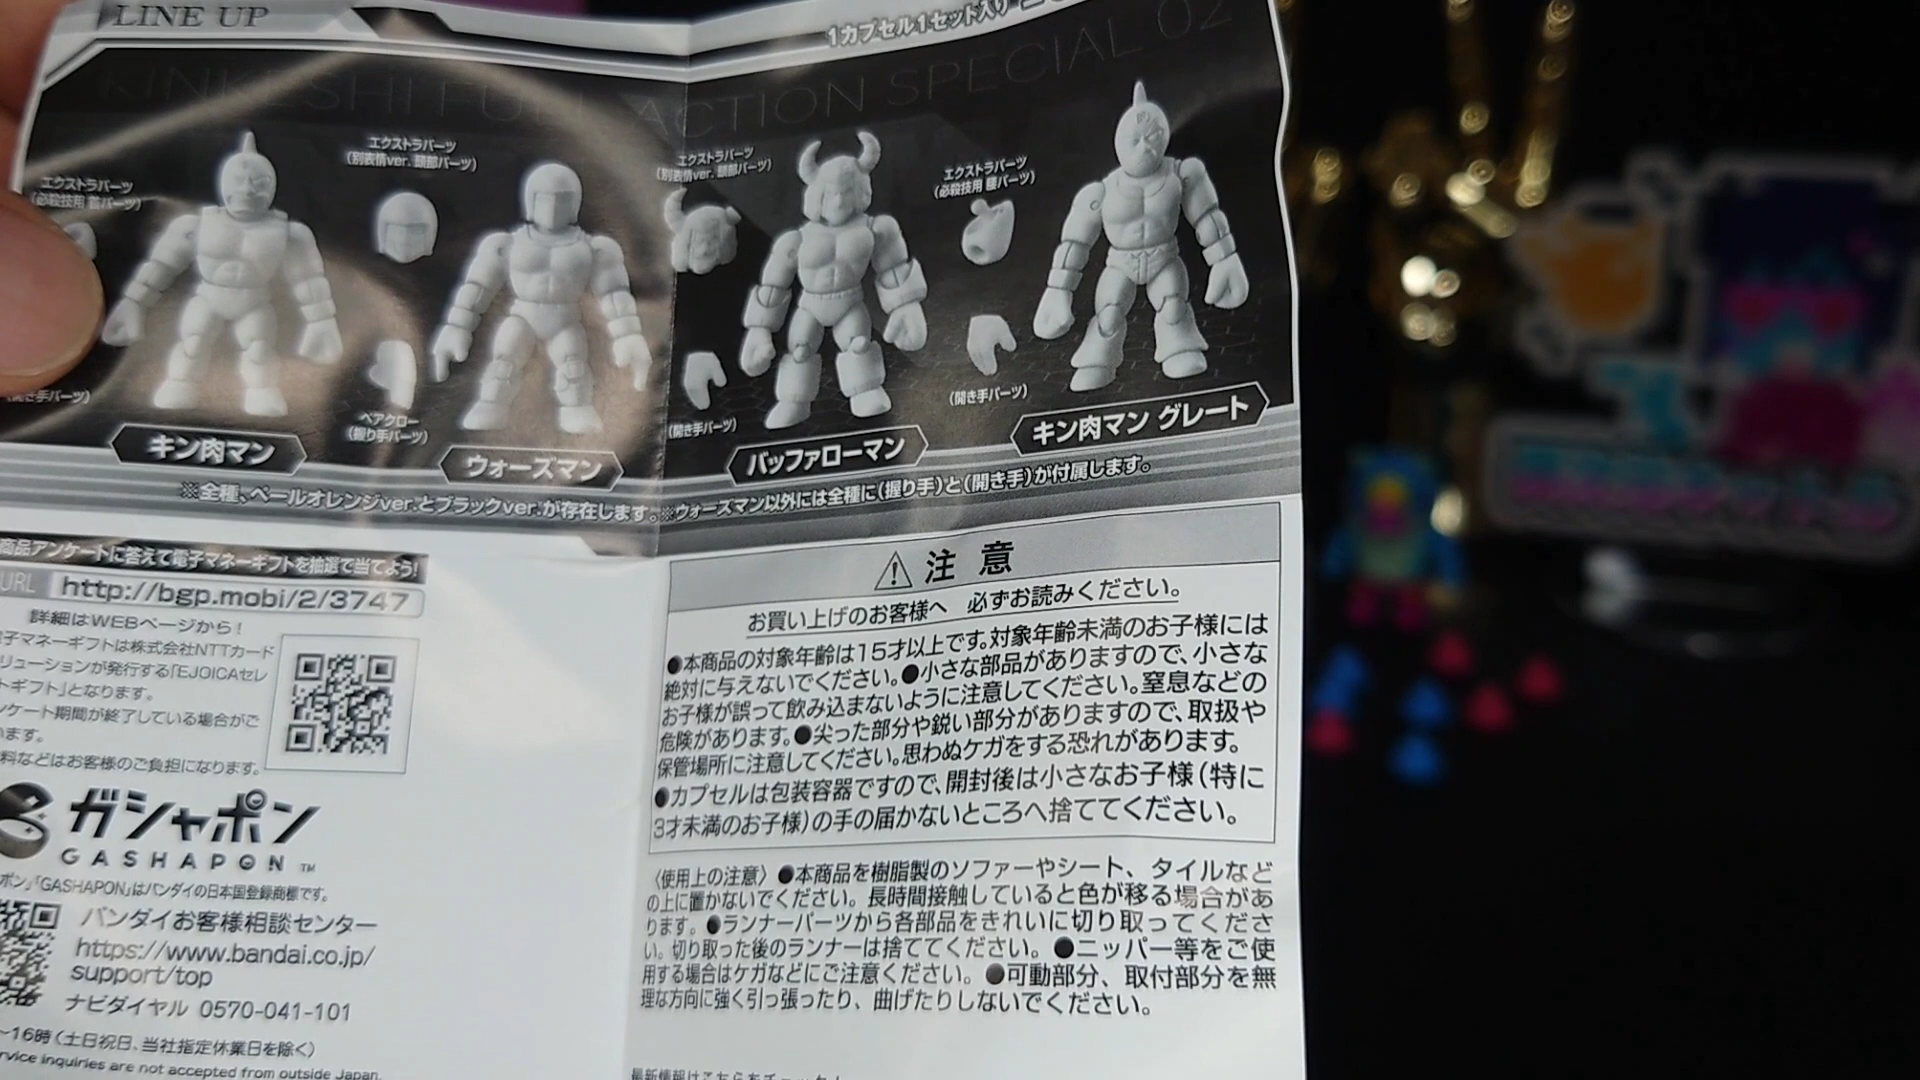 LINE UP
1カプセル1セット入り
KINKESHI FULL ACTION SPECIAL 02
エクストラパーツ
(必殺技用 首パーツ)
エクストラパーツ
(別表情ver. 頭部パーツ)
エクストラパーツ
(別表情ver. 頭部パーツ)
エクストラパーツ
(必殺技用 腰パーツ)
開き手パーツ)
ベアクロー
(握り手パーツ)
(開き手パーツ)
(開き手パーツ)
キン肉マン
ウォーズマン
バッファローマン
キン肉マン グレート
※全種、ペールオレンジver.とブラックver.が存在します。※ウォーズマン以外には全種に(握り手)と(開き手)が付属します。
商品アンケートに答えて電子マネーギフトを抽選で当てよう!
URL http://bgp.mobi/2/3747
詳細はWEBページから!
子マネーギフトは株式会社NTTカード
リューションが発行する「EJOICAセレ
トギフト」となります。
ンケート期間が終了している場合がご
います。
料などはお客様のご負担になります。
ガシャポン
GASHAPON TM
ポン」「GASHAPON」はバンダイの日本国登録商標です。
バンダイお客様相談センター
https://www.bandai.co.jp/
support/top
ナビダイヤル 0570-041-101
~16時(土日祝日、当社指定休業日を除く)
rvice inquiries are not accepted from outside Japan.
注意
お買い上げのお客様へ 必ずお読みください。
●本商品の対象年齢は15才以上です。対象年齢未満のお子様には
絶対に与えないでください。●小さな部品がありますので、小さな
お子様が誤って飲み込まないように注意してください。窒息などの
危険があります。●尖った部分や鋭い部分がありますので、取扱や
保管場所に注意してください。思わぬケガをする恐れがあります。
●カプセルは包装容器ですので、開封後は小さなお子様(特に
3才未満のお子様)の手の届かないところへ捨ててください。
〈使用上の注意〉●本商品を樹脂製のソファーやシート、タイルなど
の上に置かないでください。長時間接触していると色が移る場合があ
ります。●ランナーパーツから各部品をきれいに切り取ってくださ
い。切り取った後のランナーは捨ててください。●ニッパー等をご使
用する場合はケガなどにご注意ください。●可動部分、取付部分を無
理な方向に強く引っ張ったり、曲げたりしないでください。
最新情報はこちらをチェック!